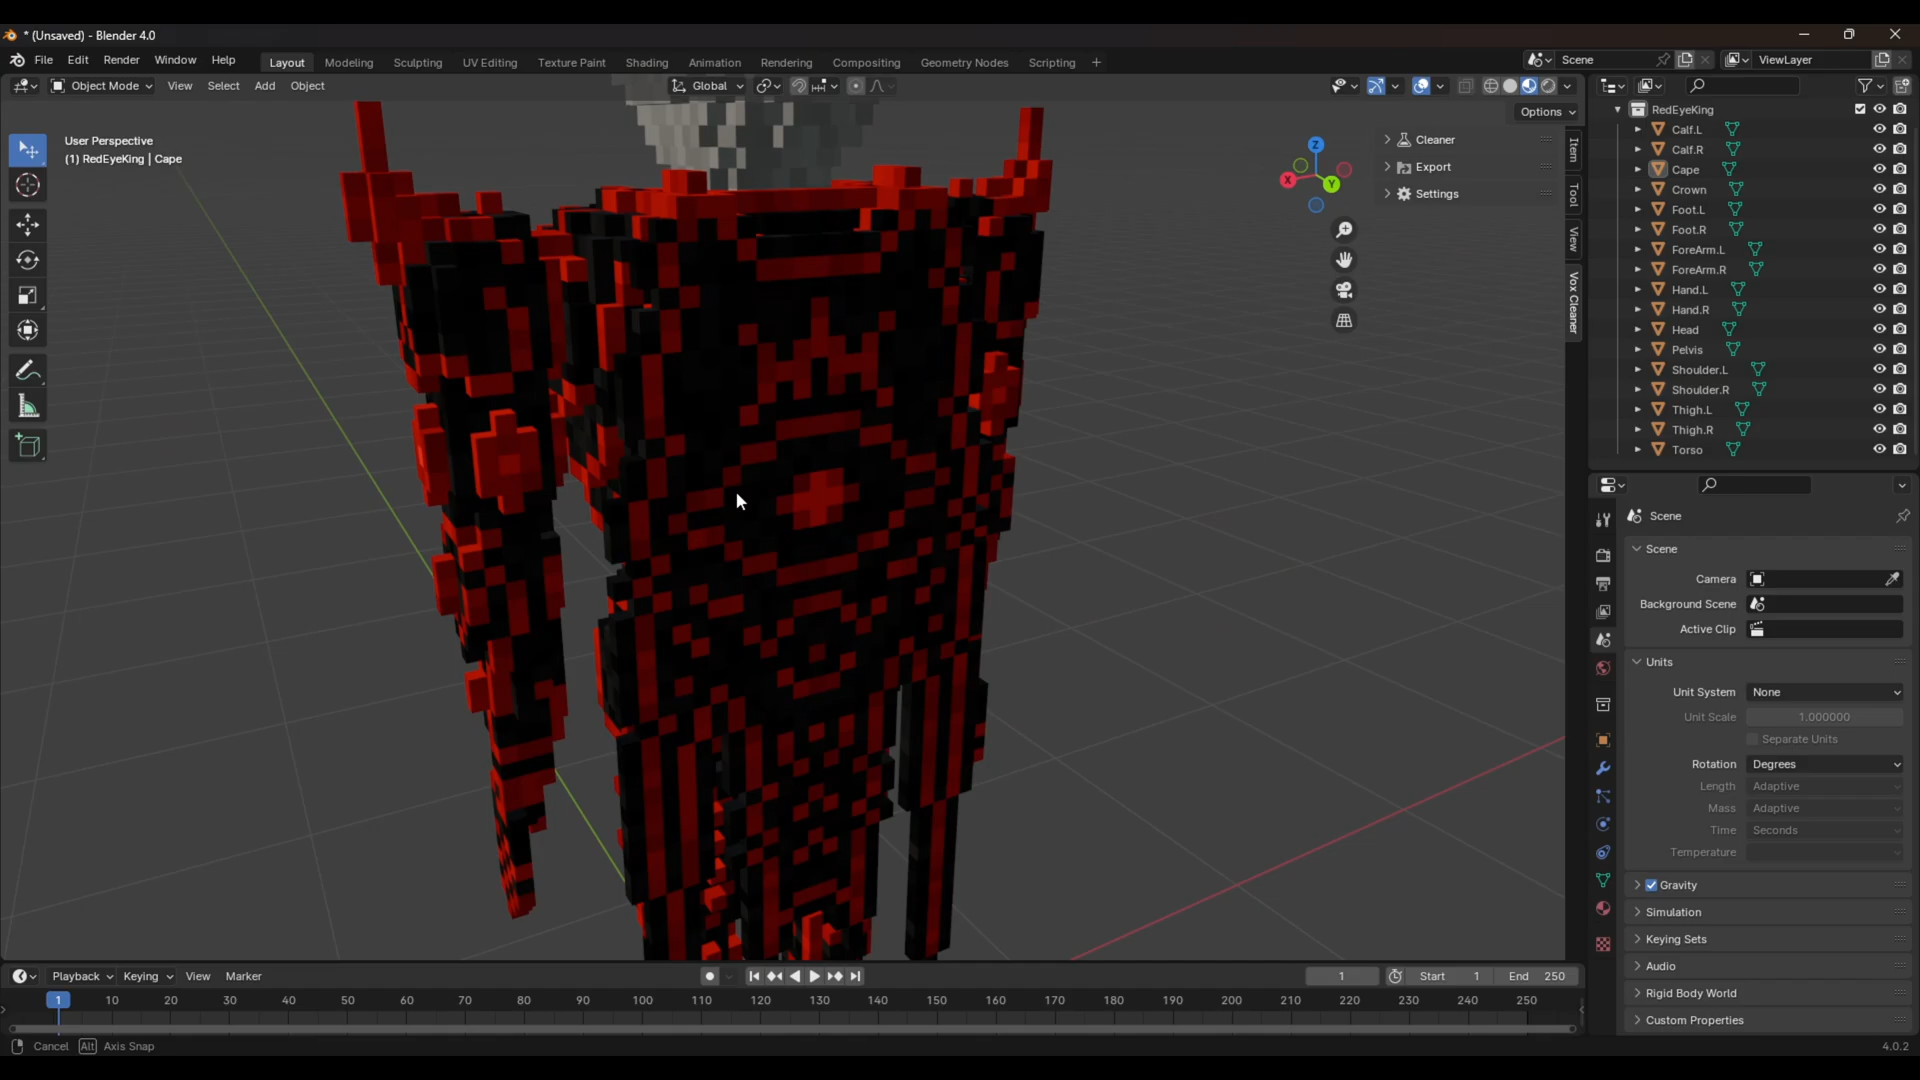 * (Unsaved) - Blender 4.0
File Edit Render Window Help Layout Modeling Sculpting UV Editing Texture Paint Shading Animation Rendering Compositing Geometry Nodes Scripting + Scene ViewLayer
Object Mode View Select Add Object Global
Options
User Perspective
(1) RedEyeKing | Cape
Z
X
Y
Cleaner
Export
Settings
Item
Tool
View
Vox Cleaner
RedEyeKing
Calf.L
Calf.R
Cape
Crown
Foot.L
Foot.R
ForeArm.L
ForeArm.R
Hand.L
Hand.R
Head
Pelvis
Shoulder.L
Shoulder.R
Thigh.L
Thigh.R
Torso
Scene
Scene
Camera
Background Scene
Active Clip
Units
Unit System None
Unit Scale 1.000000
Separate Units
Rotation Degrees
Length Adaptive
Mass Adaptive
Time Seconds
Temperature
Gravity
Simulation
Keying Sets
Audio
Rigid Body World
Custom Properties
Playback Keying View Marker 1 Start 1 End 250
1 10 20 30 40 50 60 70 80 90 100 110 120 130 140 150 160 170 180 190 200 210 220 230 240 250
Cancel Alt Axis Snap
4.0.2